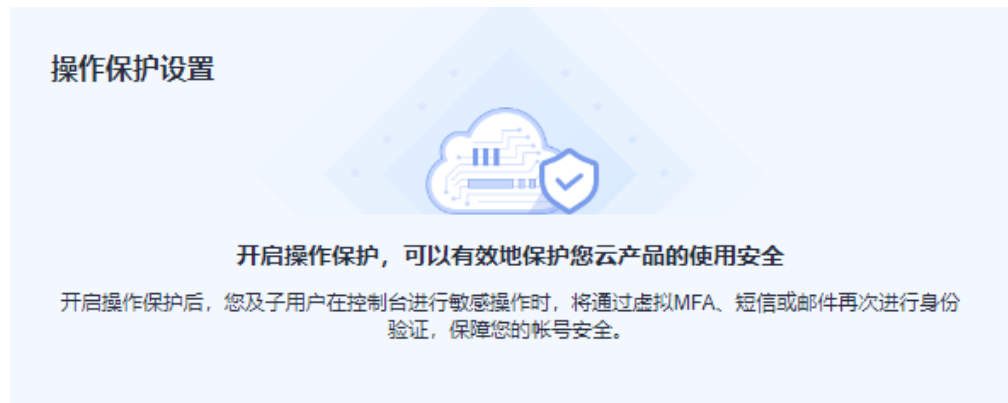 操作保护设置
开启操作保护，可以有效地保护您云产品的使用安全
开启操作保护后，您及子用户在控制台进行敏感操作时，将通过虚拟MFA、短信或邮件再次进行身份
验证，保障您的帐号安全。